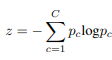 z = −∑_{c=1}^{C} p_c log p_c